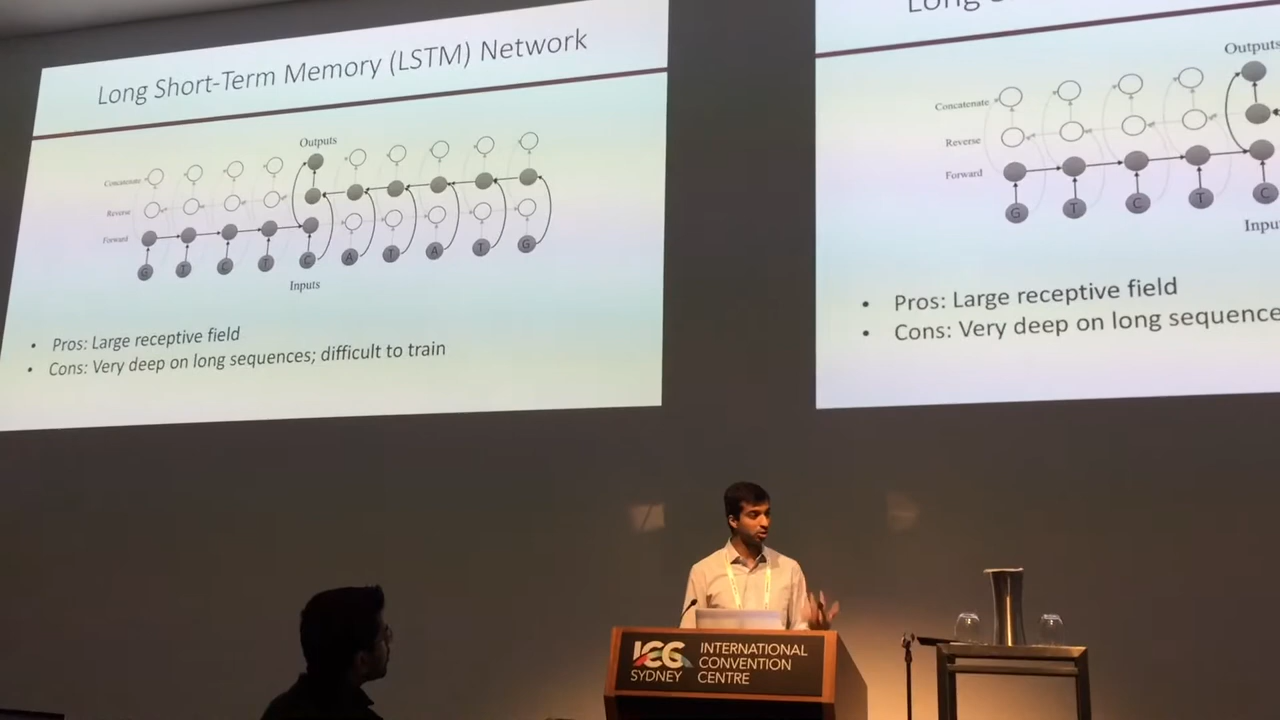 Long Short-Term Memory (LSTM) Network
Outputs
Concatenate
Reverse
Forward
G T C T C A T A T G
Inputs
• Pros: Large receptive field
• Cons: Very deep on long sequences; difficult to train
Outputs
Concatenate
Reverse
Forward
G T C T C
• Pros: Large receptive field
• Cons: Very deep on long sequence
ICC
SYDNEY
INTERNATIONAL
CONVENTION
CENTRE